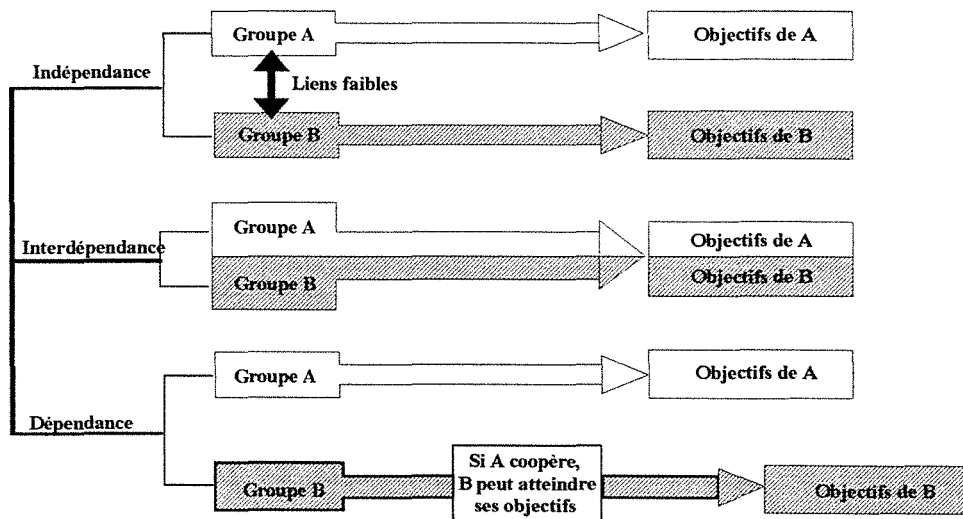 Groupe A
Objectifs de A
Indépendance
Liens faibles
Groupe B
Objectifs de B
Groupe A
Objectifs de A
Interdépendance
Groupe B
Objectifs de B
Groupe A
Objectifs de A
Dépendance
Si A coopère,
B peut atteindre
ses objectifs
Groupe B
Objectifs de B